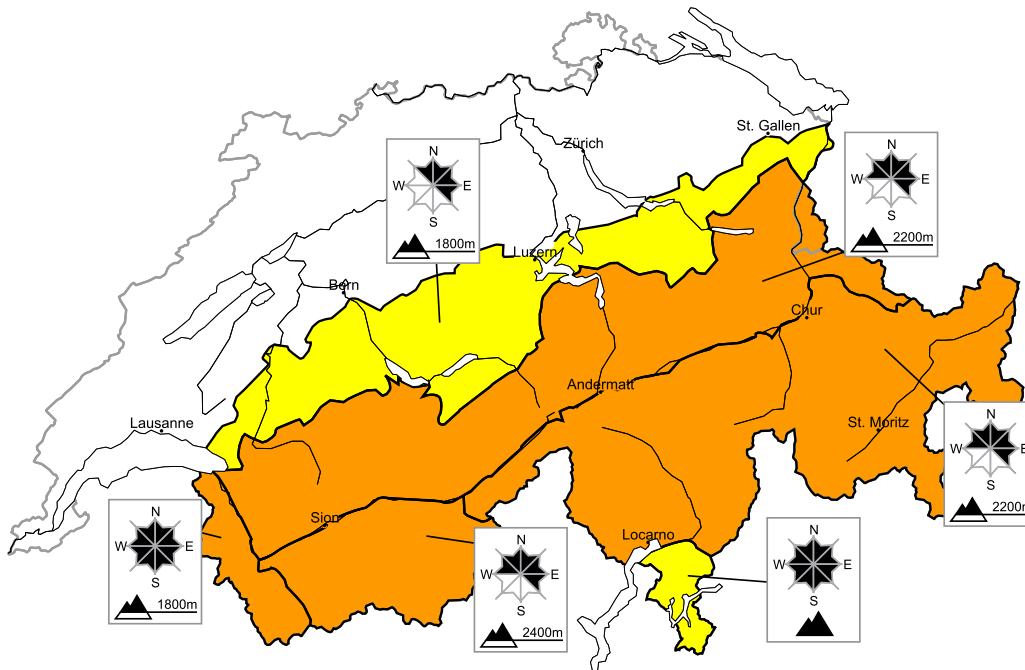 St. Gallen
Zürich
N
W E
S
1800m
N
W E
S
2200m
Luzern
Bern
Chur
Andermatt
Lausanne
St. Moritz
N
W E
S
2200m
N
W E
S
1800m
Sion
Locarno
N
W E
S
2400m
N
W E
S